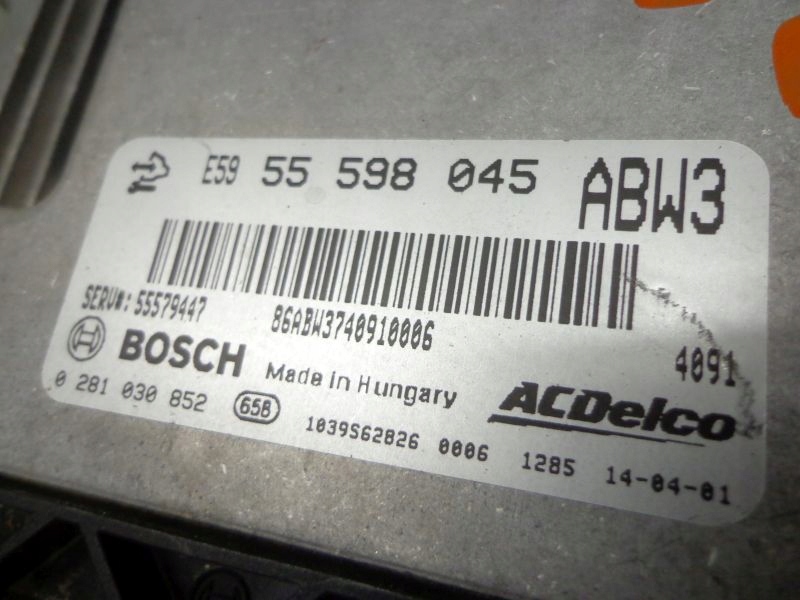 E59 55 598 045 ABW3
SERV#: 55579447 86ABW3740910006 4091
BOSCH Made in Hungary ACDelco
0 281 030 852 65B 1039S62826 0006 1285 14-04-01